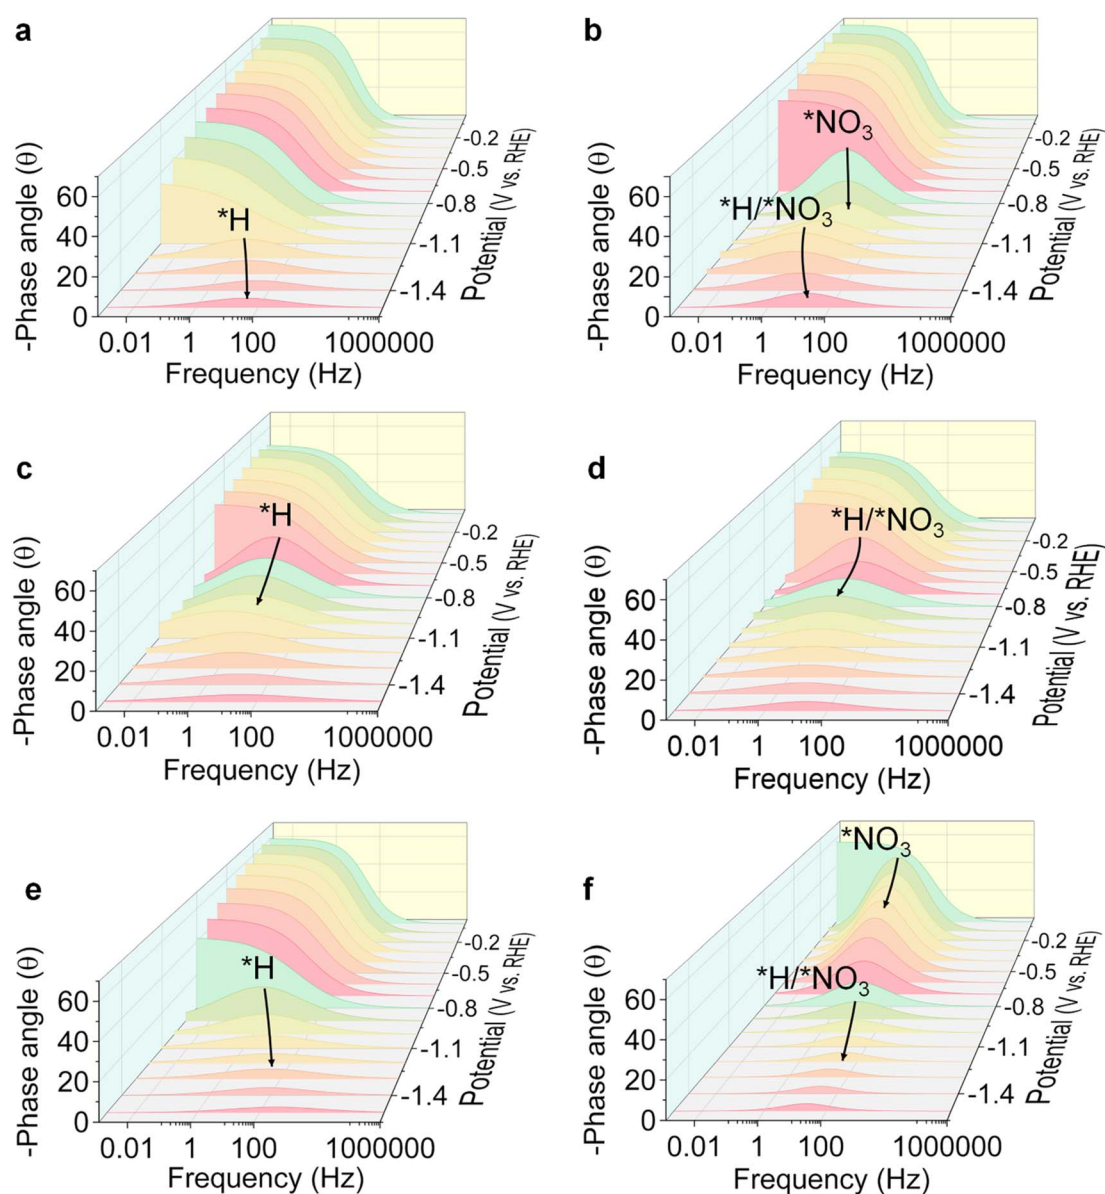 a
*H
-Phase angle (θ)
60
40
20
0
0.01 1 100 1000000
Frequency (Hz)
-0.2
-0.5
-0.8
-1.1
-1.4
Potential (V vs. RHE)
b
*NO3
*H/*NO3
-Phase angle (θ)
60
40
20
0
0.01 1 100 1000000
Frequency (Hz)
-0.2
-0.5
-0.8
-1.1
-1.4
Potential (V vs. RHE)
c
*H
-Phase angle (θ)
60
40
20
0
0.01 1 100 1000000
Frequency (Hz)
-0.2
-0.5
-0.8
-1.1
-1.4
Potential (V vs. RHE)
d
*H/*NO3
-Phase angle (θ)
60
40
20
0
0.01 1 100 1000000
Frequency (Hz)
-0.2
-0.5
-0.8
-1.1
-1.4
Potential (V vs. RHE)
e
*H
-Phase angle (θ)
60
40
20
0
0.01 1 100 1000000
Frequency (Hz)
-0.2
-0.5
-0.8
-1.1
-1.4
Potential (V vs. RHE)
f
*NO3
*H/*NO3
-Phase angle (θ)
60
40
20
0
0.01 1 100 1000000
Frequency (Hz)
-0.2
-0.5
-0.8
-1.1
-1.4
Potential (V vs. RHE)